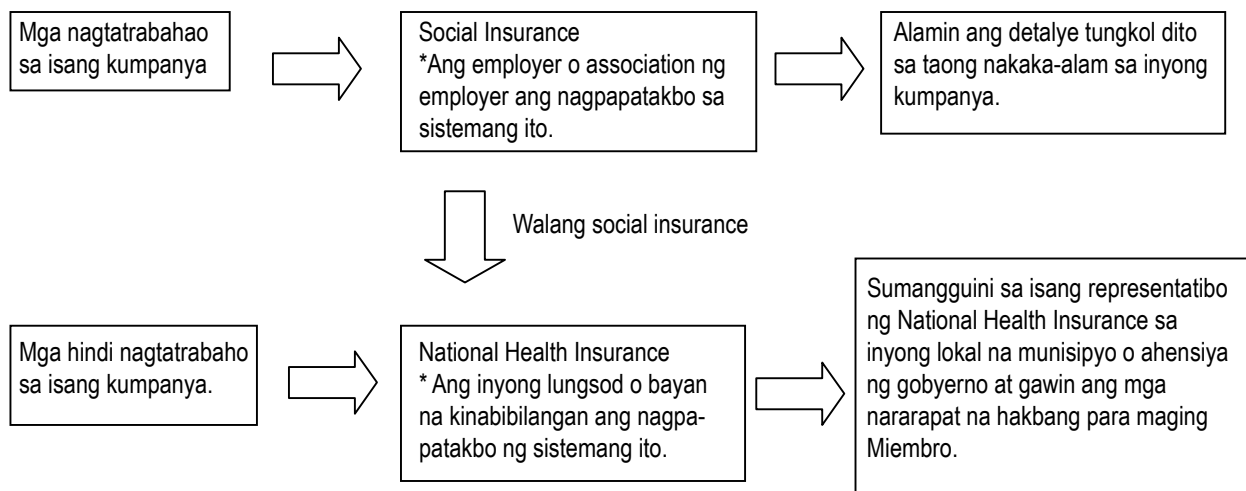 Mga nagtatrabahao
sa isang kumpanya
Social Insurance
*Ang employer o association ng
employer ang nagpapatakbo sa
sistemang ito.
Alamin ang detalye tungkol dito
sa taong nakaka-alam sa inyong
kumpanya.
Walang social insurance
Mga hindi nagtatrabaho
sa isang kumpanya.
National Health Insurance
* Ang inyong lungsod o bayan
na kinabibilangan ang nagpa-
patakbo ng sistemang ito.
Sumangguini sa isang representatibo
ng National Health Insurance sa
inyong lokal na munisipyo o ahensiya
ng gobyerno at gawin ang mga
nararapat na hakbang para maging
Miembro.